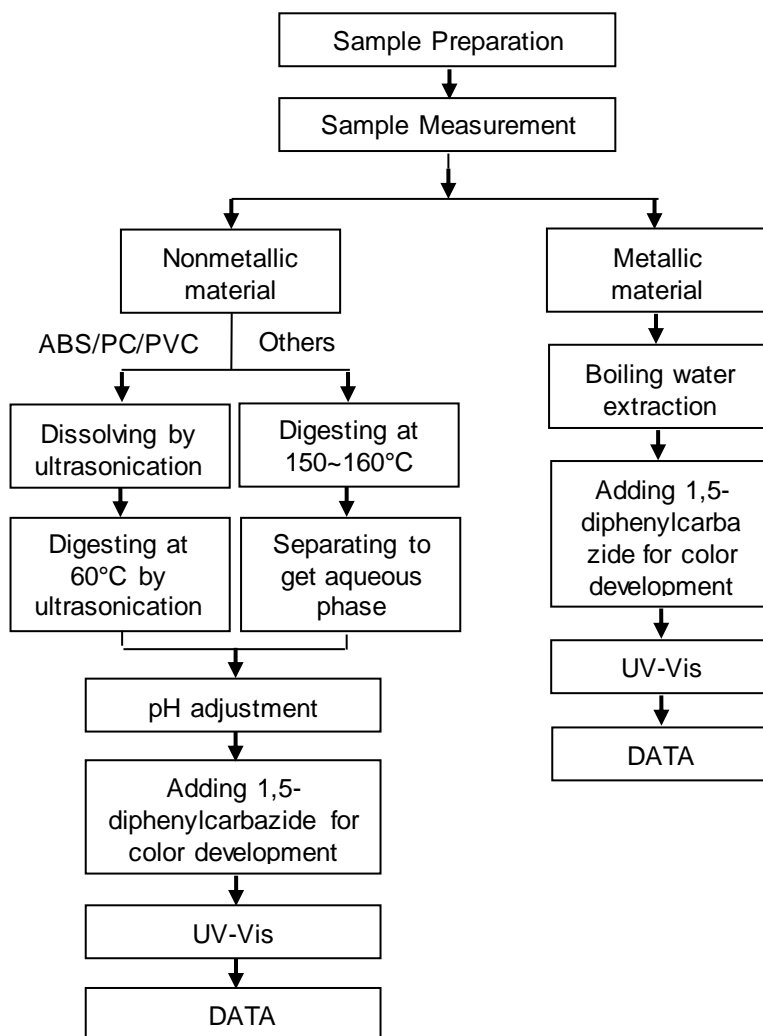 Sample Preparation
Sample Measurement
Nonmetallic
material
Metallic
material
ABS/PC/PVC
Others
Boiling water
extraction
Dissolving by
ultrasonication
Digesting at
150~160°C
Adding 1,5-
diphenylcarba
zide for color
development
Digesting at
60°C by
ultrasonication
Separating to
get aqueous
phase
UV-Vis
pH adjustment
DATA
Adding 1,5-
diphenylcarbazide for
color development
UV-Vis
DATA